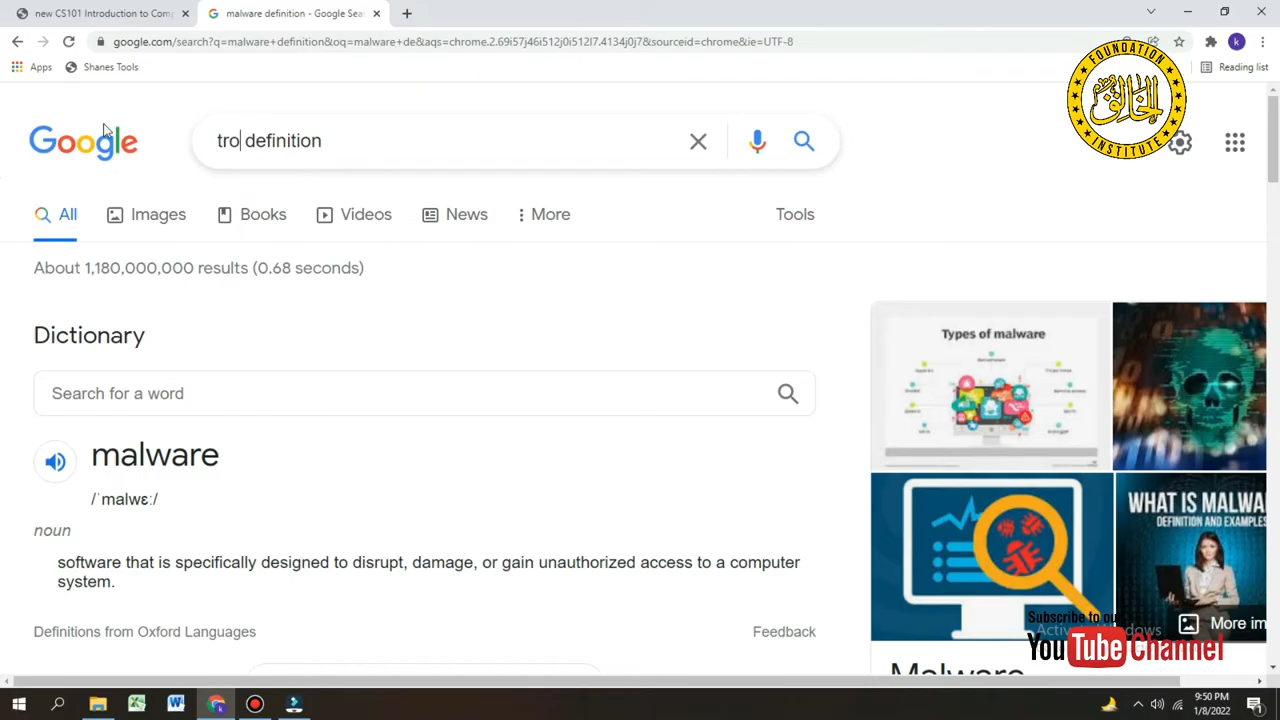 new CS101 Introduction to Comp
malware definition - Google Sea
google.com/search?q=malware+definition&oq=malware+de&aqs=chrome.2.69i57j46i512j0i512l7.4134j0j7&sourceid=chrome&ie=UTF-8
k
Apps
Shanes Tools
Reading list
FOUNDATION
الخالق
INSTITUTE
Google
tro definition
All
Images
Books
Videos
News
More
Tools
About 1,180,000,000 results (0.68 seconds)
Dictionary
Search for a word
malware
/ˈmalwɛː/
noun
software that is specifically designed to disrupt, damage, or gain unauthorized access to a computer
system.
Definitions from Oxford Languages
Feedback
Types of malware
WHAT IS MALWA
DEFINITION AND EXAMPLES
More im
Subscribe to ou
YouTube Channel
Malware
9:50 PM
1/8/2022